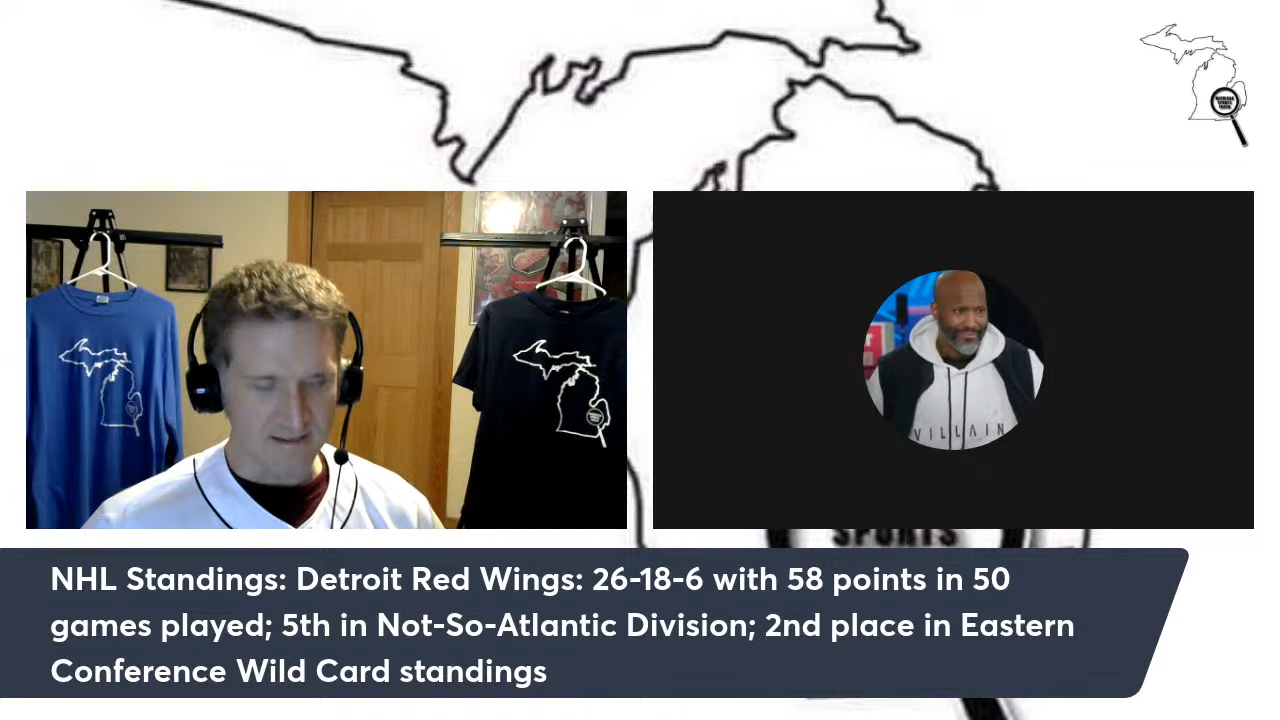 VILLAIN
SPORTS
NHL Standings: Detroit Red Wings: 26-18-6 with 58 points in 50
games played; 5th in Not-So-Atlantic Division; 2nd place in Eastern
Conference Wild Card standings